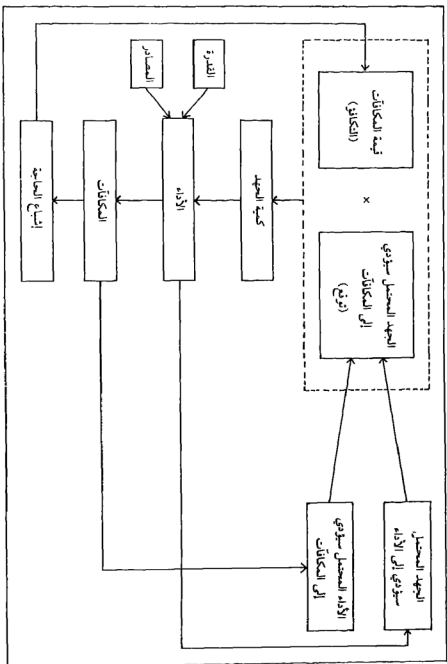 الجهد المحتمل,
سيؤدي إلى الأداء
الأداء المحتمل سيؤدي
إلى المكافآت
الجهد المحتمل سيؤدي
إلى المكافآت
(توقع)
×
قيمة المكافآت
(التكافؤ)
كمية الجهد
القدرة
الأداء
المصادر
المكافآت
إشباع الحاجة